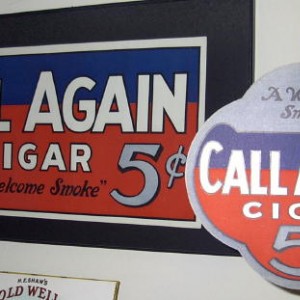 L AGAIN
IGAR
elcome Smoke" 5¢
A W
Sm
CALL A
CIG
5
R.E. SHAW'S
OLD WELL